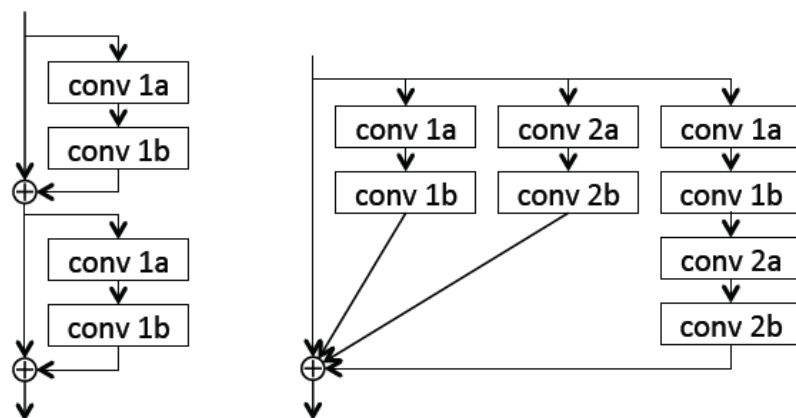 conv 1a
conv 1b
conv 1a
conv 1b
conv 1a conv 2a conv 1a
conv 1b conv 2b conv 1b
conv 2a
conv 2b